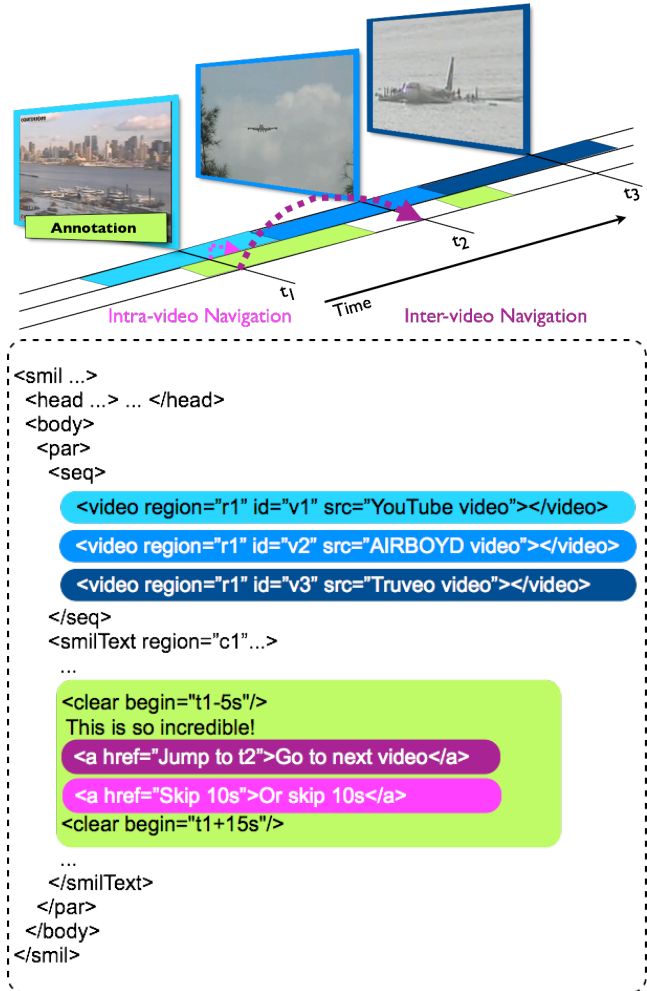 Annotation
t1
t2
t3
Time
Intra-video Navigation
Inter-video Navigation
<smil ...>
<head ...> ... </head>
<body>
<par>
<seq>
<video region="r1" id="v1" src="YouTube video"></video>
<video region="r1" id="v2" src="AIRBOYD video"></video>
<video region="r1" id="v3" src="Truveo video"></video>
</seq>
<smilText region="c1"...>
...
<clear begin="t1-5s"/>
This is so incredible!
<a href="Jump to t2">Go to next video</a>
<a href="Skip 10s">Or skip 10s</a>
<clear begin="t1+15s"/>
...
</smilText>
</par>
</body>
</smil>